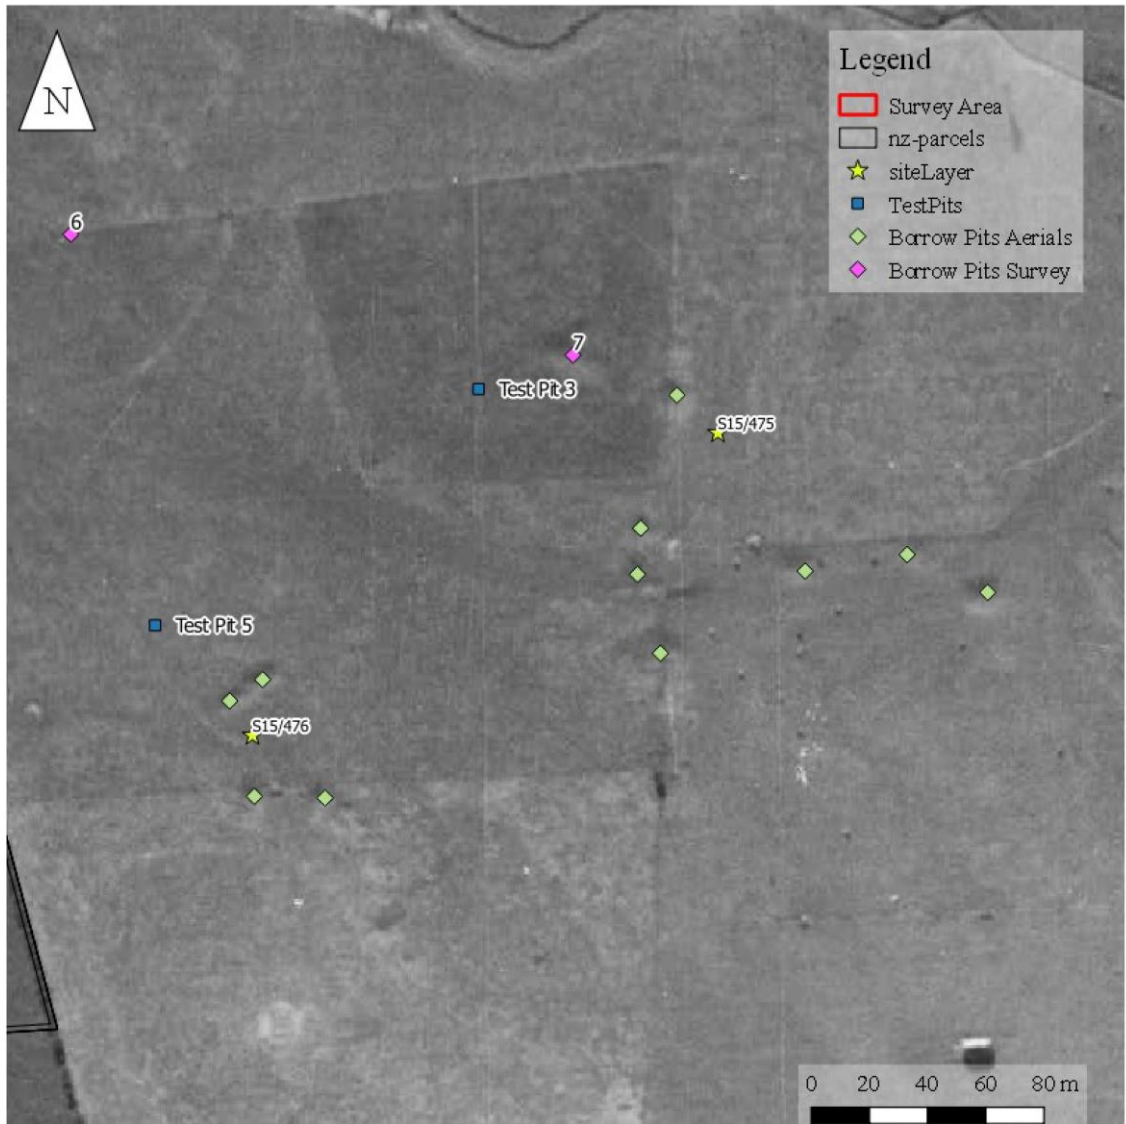 N
Legend
Survey Area
nz-parcels
siteLayer
TestPits
Borrow Pits Aerials
Borrow Pits Survey
6
7
Test Pit 3
S15/475
Test Pit 5
S15/476
0 20 40 60 80 m